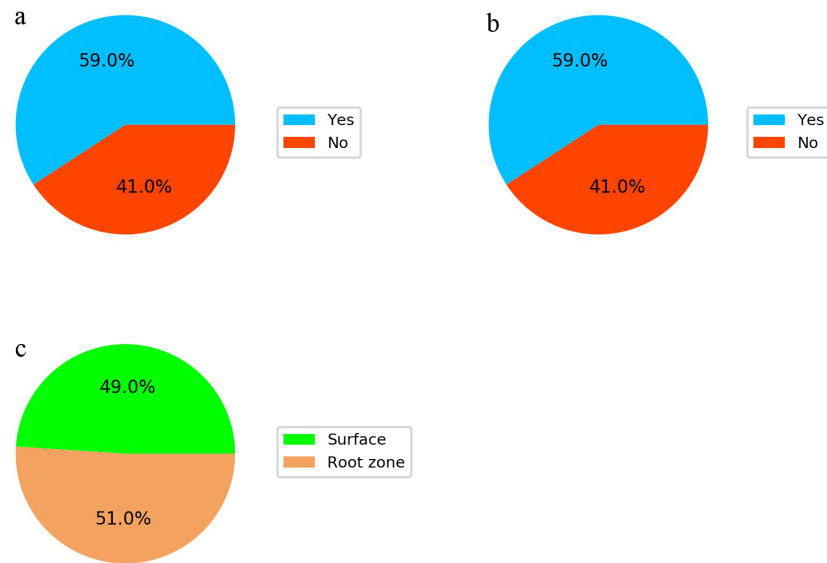 a
59.0%
41.0%
Yes
No
b
59.0%
41.0%
Yes
No
c
49.0%
51.0%
Surface
Root zone